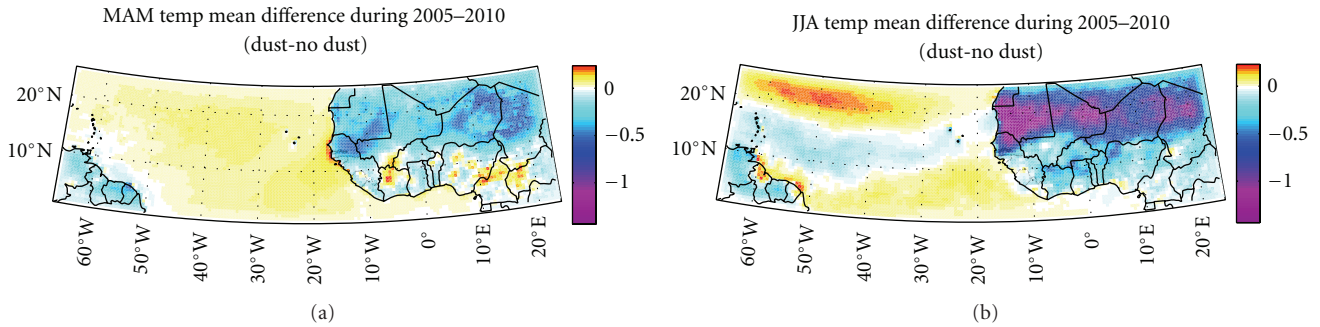 MAM temp mean difference during 2005–2010
(dust-no dust)
20°N
10°N
0
−0.5
−1
60°W
50°W
40°W
30°W
20°W
10°W
0°
10°E
20°E
(a)
JJA temp mean difference during 2005–2010
(dust-no dust)
20°N
10°N
0
−0.5
−1
60°W
50°W
40°W
30°W
20°W
10°W
0°
10°E
20°E
(b)